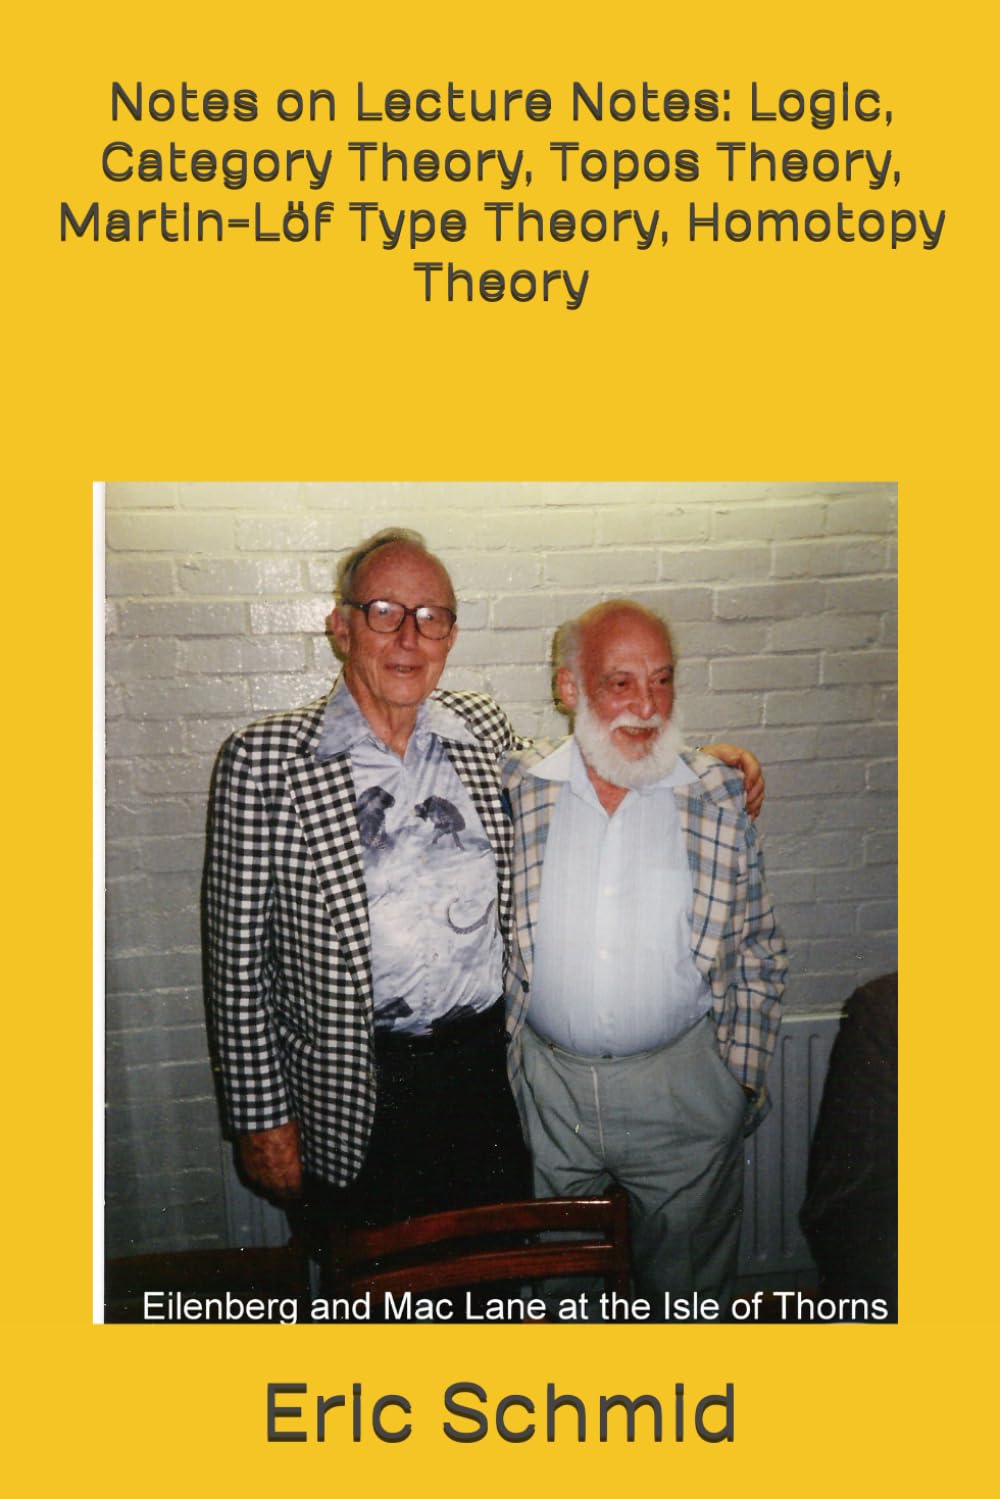 Notes on Lecture Notes: Logic,
Category Theory, Topos Theory,
Martin-Löf Type Theory, Homotopy
Theory
Eilenberg and Mac Lane at the Isle of Thorns
Eric Schmid